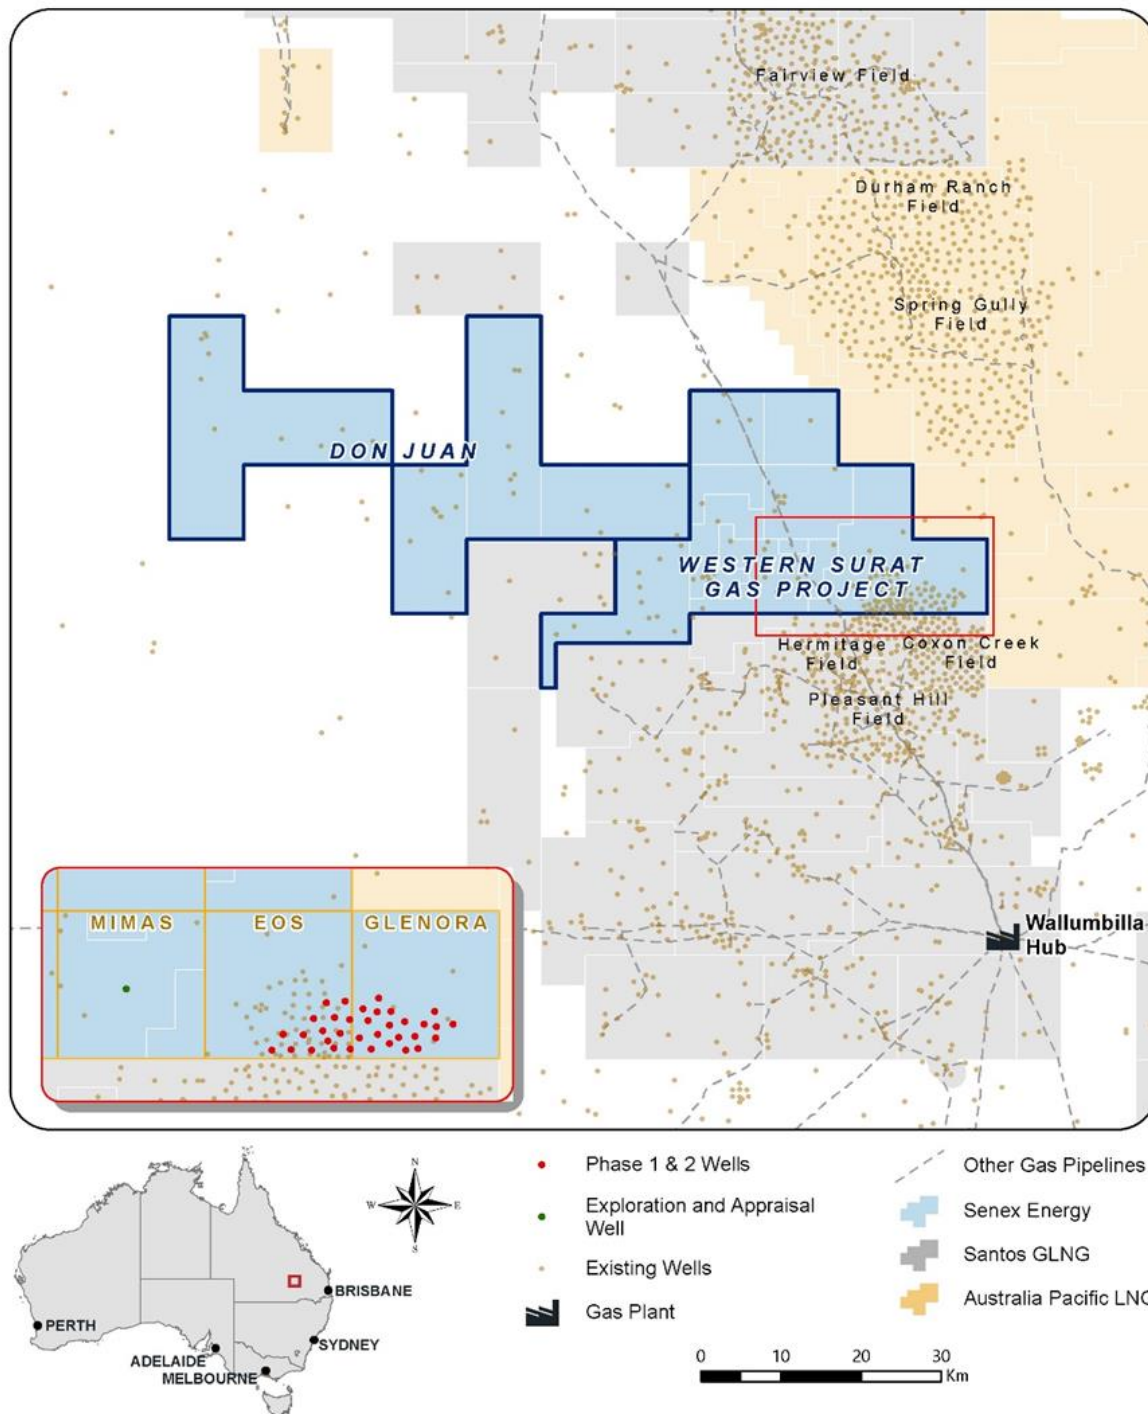 Fairview Field
Durham Ranch
Field
Spring Gully
Field
DON JUAN
WESTERN SURAT
GAS PROJECT
Hermitage
Field
Coxon Creek
Field
Pleasant Hill
Field
MIMAS
EOS
GLENORA
Wallumbilla
Hub
N
W
E
S
BRISBANE
PERTH
SYDNEY
ADELAIDE
MELBOURNE
Phase 1 & 2 Wells
Exploration and Appraisal
Well
Existing Wells
Gas Plant
Other Gas Pipelines
Senex Energy
Santos GLNG
Australia Pacific LNG
0 10 20 30
Km